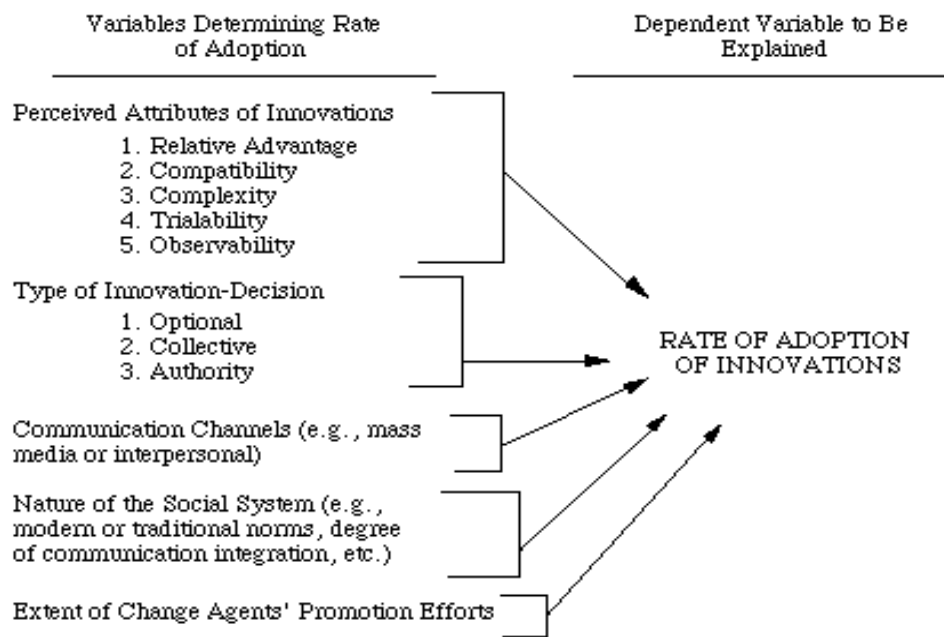 Variables Determining Rate
of Adoption
Dependent Variable to Be
Explained
Perceived Attributes of Innovations
1. Relative Advantage
2. Compatibility
3. Complexity
4. Trialability
5. Observability
Type of Innovation-Decision
1. Optional
2. Collective
3. Authority
RATE OF ADOPTION
OF INNOVATIONS
Communication Channels (e.g., mass
media or interpersonal)
Nature of the Social System (e.g.,
modern or traditional norms, degree
of communication integration, etc.)
Extent of Change Agents' Promotion Efforts